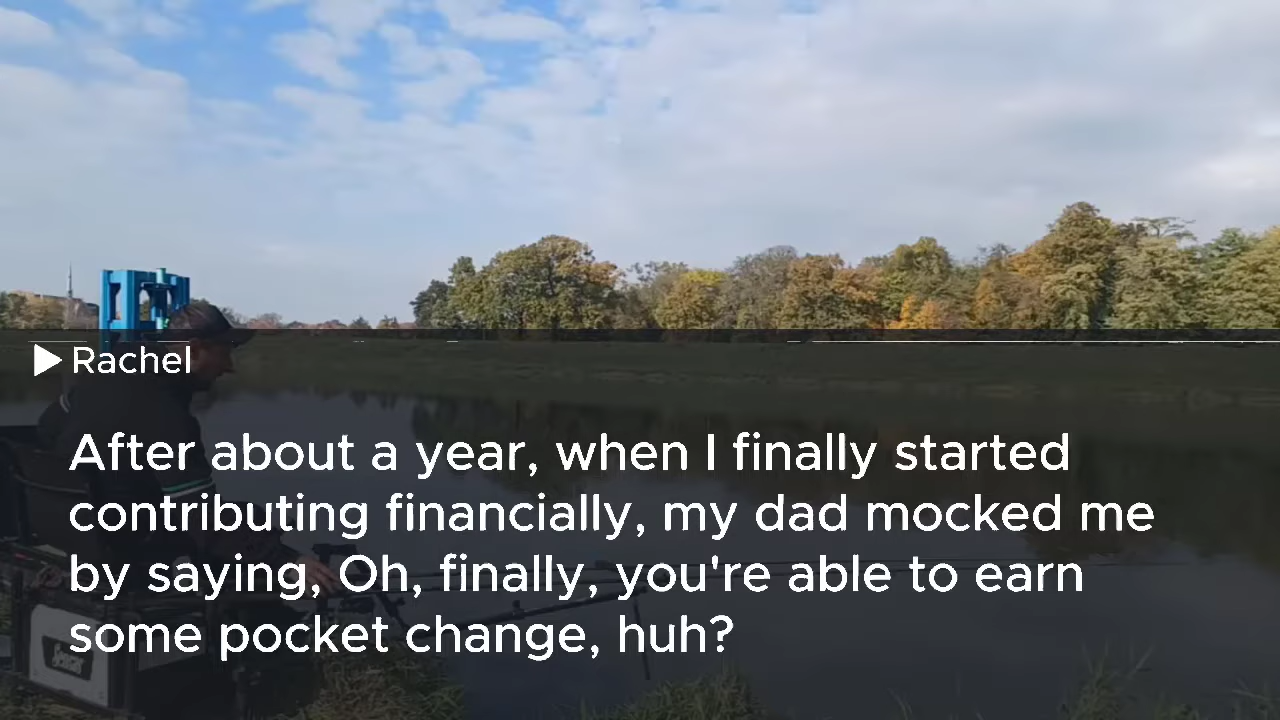 Rachel
After about a year, when I finally started
contributing financially, my dad mocked me
by saying, Oh, finally, you're able to earn
some pocket change, huh?